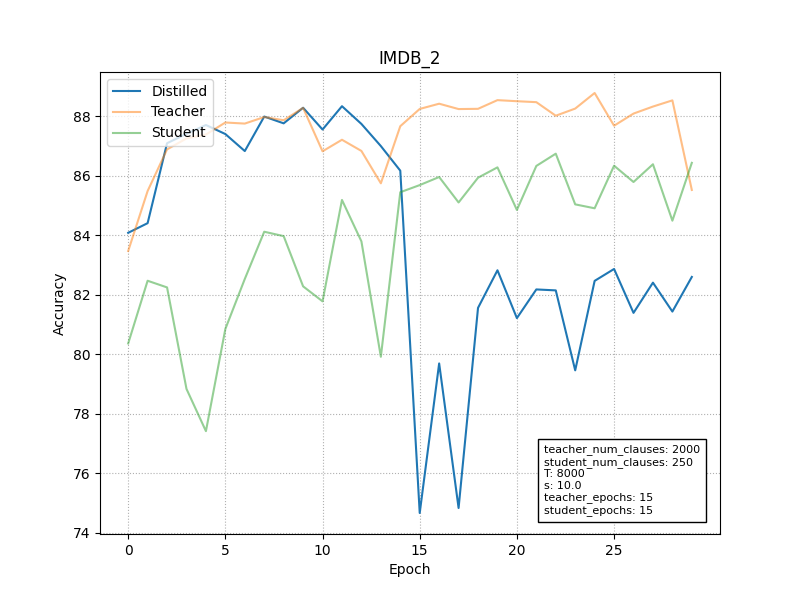 IMDB_2
Distilled
Teacher
Student
88
86
84
82
80
78
76
74
Accuracy
teacher_num_clauses: 2000
student_num_clauses: 250
T: 8000
s: 10.0
teacher_epochs: 15
student_epochs: 15
0 5 10 15 20 25
Epoch